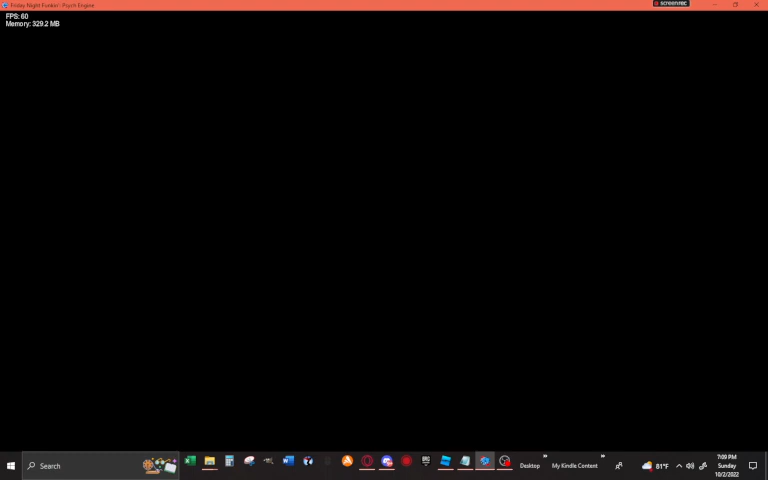 Friday Night Funkin': Psych Engine
screenrec
FPS: 60
Memory: 329.2 MB
Search
Desktop
My Kindle Content
81°F
7:09 PM
Sunday
10/2/2022